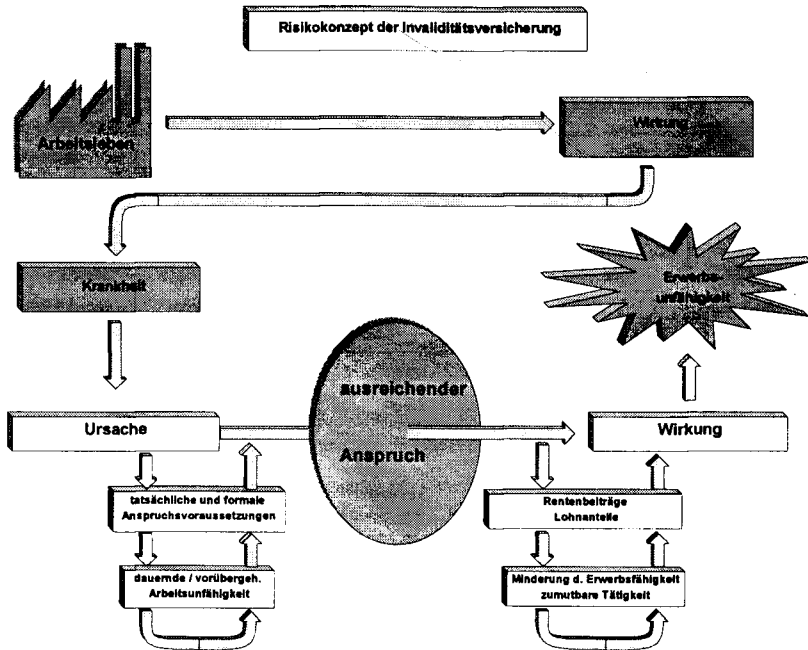 Risikokonzept der Invaliditätsversicherung
Arbeitsleben
Wirkung
Krankheit
Erwerbs-
unfähigkeit
ausreichender
Anspruch
Ursache
Wirkung
tatsächliche und formale
Anspruchsvoraussetzungen
Rentenbeiträge
Lohnanteile
dauernde / vorübergeh.
Arbeitsunfähigkeit
Minderung d. Erwerbsfähigkeit
zumutbare Tätigkeit